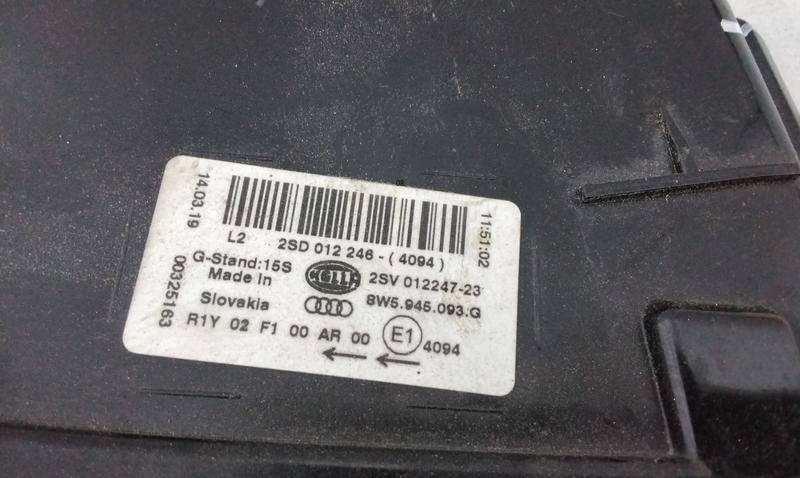 14.03.19
00325163
11:51:02
L2 2SD 012 246-(4094)
G-Stand:15S
2SV 012247-23
Made in
HELLA
Slovakia
8W5.945.093.G
R1Y 02 F1 00 AR 00
E1
4094